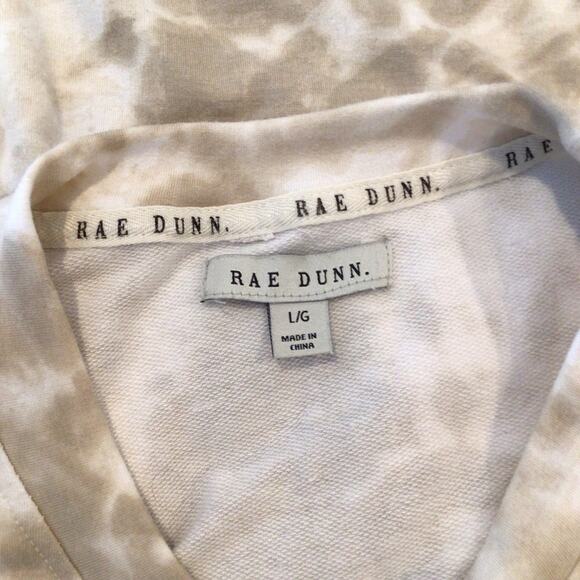 RAE DUNN.
RAE DUNN.
RAE
RAE DUNN.
L/G
MADE IN
CHINA